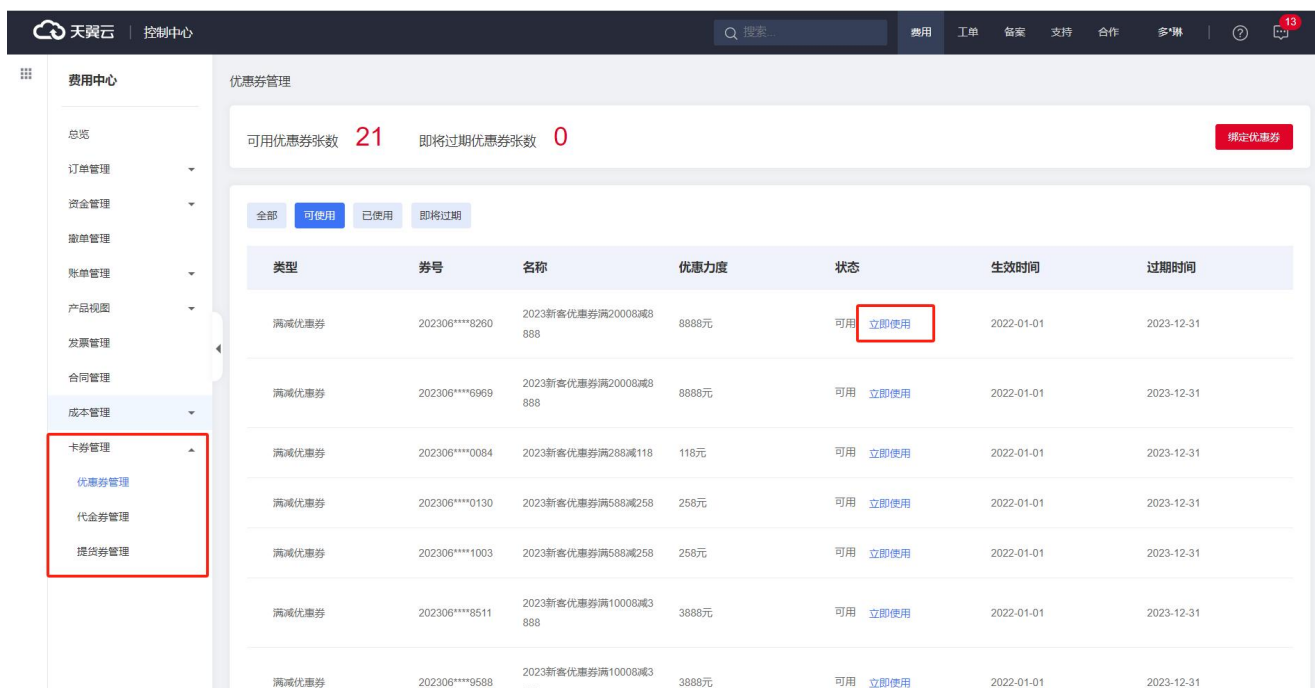 天翼云 控制中心 搜索... 费用 工单 备案 支持 合作 多*琳 13
费用中心
总览
订单管理
资金管理
撤单管理
账单管理
产品视图
发票管理
合同管理
成本管理
卡券管理
优惠券管理
代金券管理
提货券管理
优惠券管理
可用优惠券张数 21 即将过期优惠券张数 0 绑定优惠券
全部 可使用 已使用 即将过期
类型 券号 名称 优惠力度 状态 生效时间 过期时间
满减优惠券 202306****8260 2023新客优惠券满20008减8 8888元 可用 立即使用 2022-01-01 2023-12-31
888
满减优惠券 202306****6969 2023新客优惠券满20008减8 8888元 可用 立即使用 2022-01-01 2023-12-31
888
满减优惠券 202306****0084 2023新客优惠券满288减118 118元 可用 立即使用 2022-01-01 2023-12-31
满减优惠券 202306****0130 2023新客优惠券满588减258 258元 可用 立即使用 2022-01-01 2023-12-31
满减优惠券 202306****1003 2023新客优惠券满588减258 258元 可用 立即使用 2022-01-01 2023-12-31
满减优惠券 202306****8511 2023新客优惠券满10008减3 3888元 可用 立即使用 2022-01-01 2023-12-31
888
满减优惠券 202306****9588 2023新客优惠券满10008减3 3888元 可用 立即使用 2022-01-01 2023-12-31